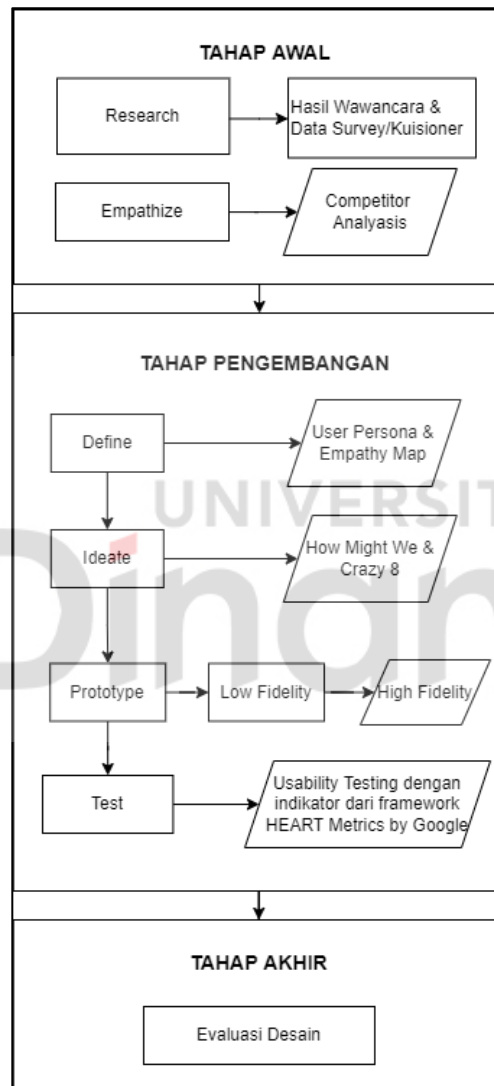 TAHAP AWAL
Research
Hasil Wawancara &
Data Survey/Kuisioner
Empathize
Competitor
Analyasis
TAHAP PENGEMBANGAN
Define
User Persona &
Empathy Map
UNIVERSIT
Dinam
Ideate
How Might We &
Crazy 8
Prototype
Low Fidelity
High Fidelity
Test
Usability Testing dengan
indikator dari framework
HEART Metrics by Google
TAHAP AKHIR
Evaluasi Desain